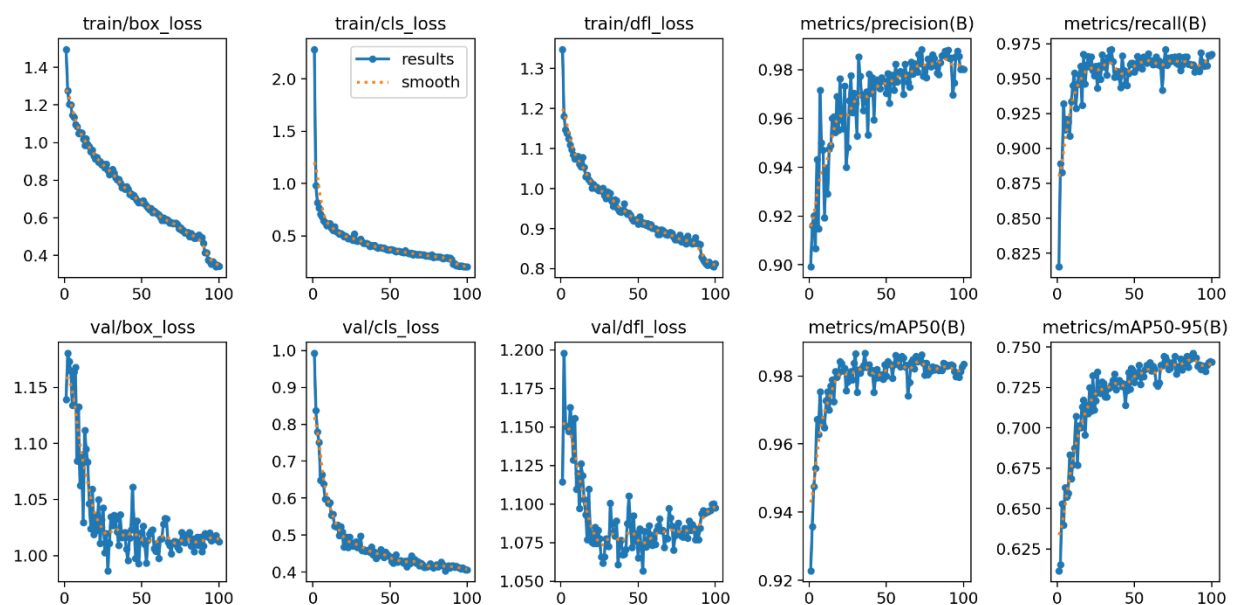 train/box_loss
train/cls_loss
train/dfl_loss
metrics/precision(B)
metrics/recall(B)
1.4
1.2
1.0
0.8
0.6
0.4
0 50 100
results
smooth
2.0
1.5
1.0
0.5
0 50 100
1.3
1.2
1.1
1.0
0.9
0.8
0 50 100
0.98
0.96
0.94
0.92
0.90
0 50 100
0.975
0.950
0.925
0.900
0.875
0.850
0.825
0 50 100
val/box_loss
val/cls_loss
val/dfl_loss
metrics/mAP50(B)
metrics/mAP50-95(B)
1.15
1.10
1.05
1.00
0 50 100
1.0
0.9
0.8
0.7
0.6
0.5
0.4
0 50 100
1.200
1.175
1.150
1.125
1.100
1.075
1.050
0 50 100
0.98
0.96
0.94
0.92
0 50 100
0.750
0.725
0.700
0.675
0.650
0.625
0 50 100